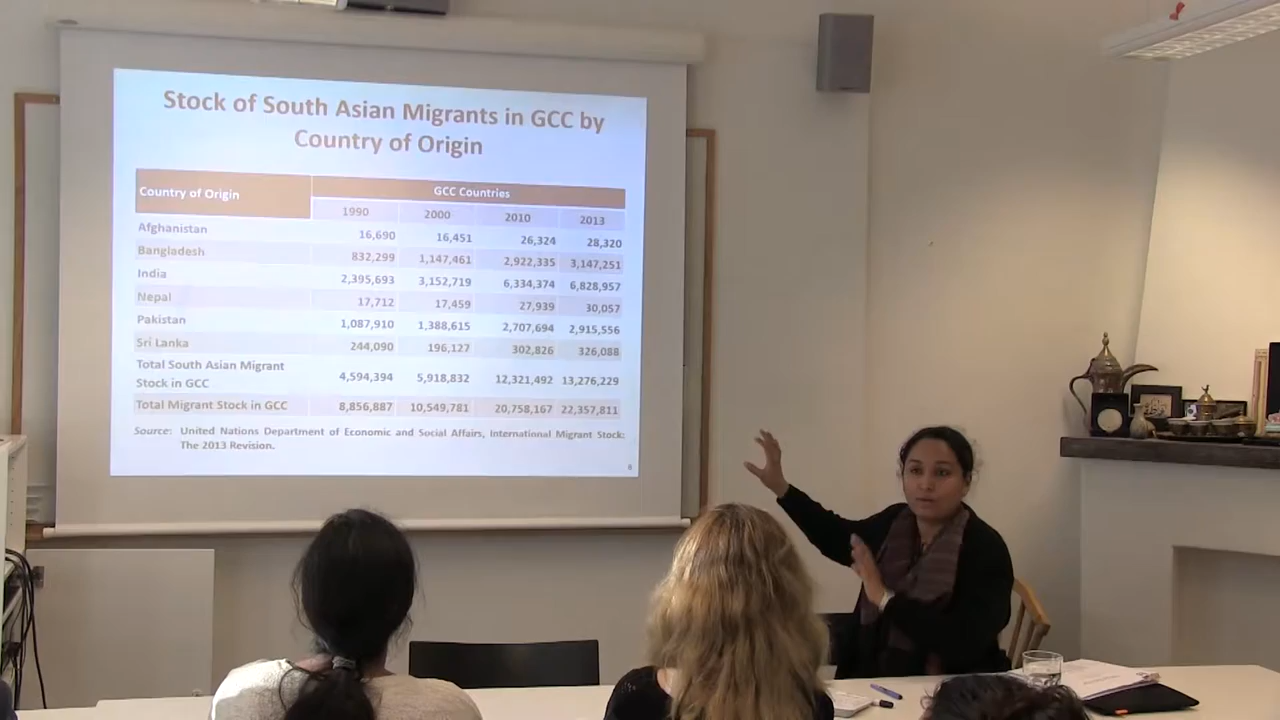 Stock of South Asian Migrants in GCC by
Country of Origin
Country of Origin GCC Countries
1990 2000 2010 2013
Afghanistan 16,690 16,451 26,324 28,320
Bangladesh 832,299 1,147,461 2,922,335 3,147,251
India 2,395,693 3,152,719 6,334,374 6,828,957
Nepal 17,712 17,459 27,939 30,057
Pakistan 1,087,910 1,388,615 2,707,694 2,915,556
Sri Lanka 244,090 196,127 302,826 326,088
Total South Asian Migrant
Stock in GCC 4,594,394 5,918,832 12,321,492 13,276,229
Total Migrant Stock in GCC 8,856,887 10,549,781 20,758,167 22,357,811
Source: United Nations Department of Economic and Social Affairs, International Migrant Stock:
The 2013 Revision.